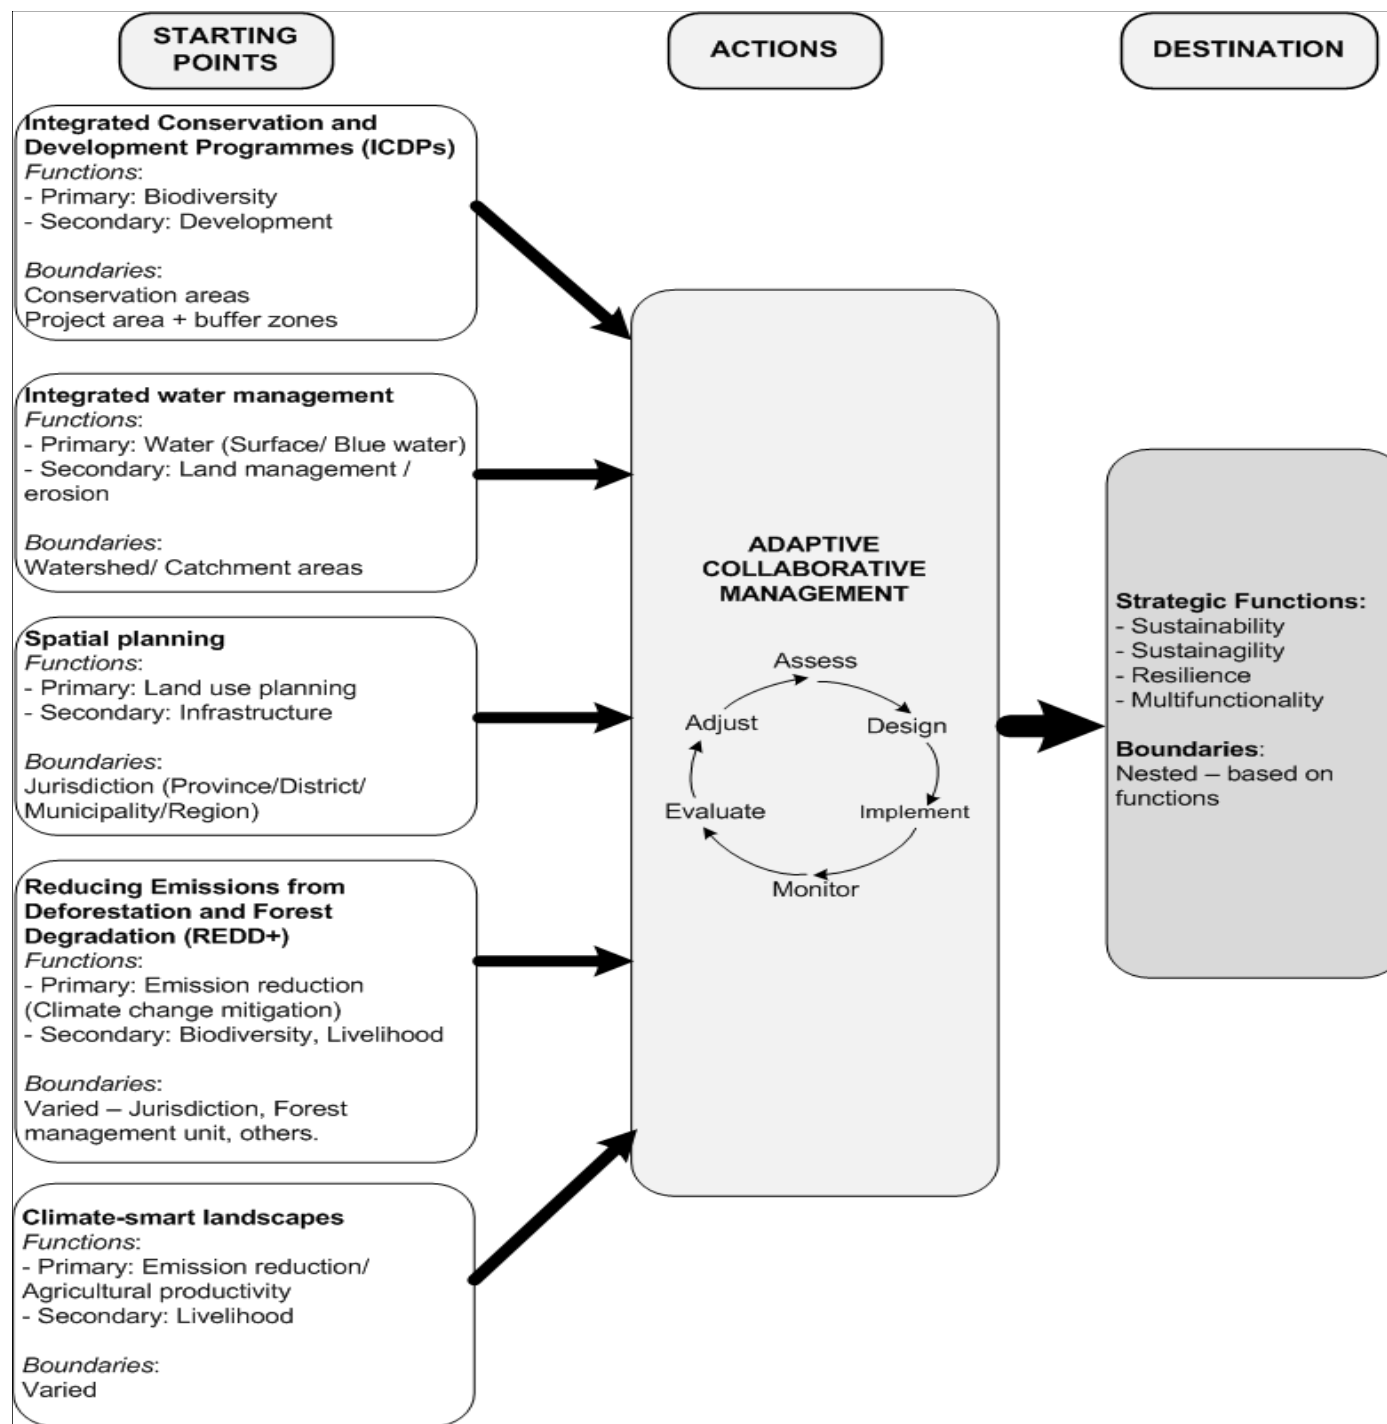 STARTING
POINTS
ACTIONS
DESTINATION
Integrated Conservation and
Development Programmes (ICDPs)
Functions:
- Primary: Biodiversity
- Secondary: Development
Boundaries:
Conservation areas
Project area + buffer zones
Integrated water management
Functions:
- Primary: Water (Surface/ Blue water)
- Secondary: Land management /
erosion
Boundaries:
Watershed/ Catchment areas
Spatial planning
Functions:
- Primary: Land use planning
- Secondary: Infrastructure
Boundaries:
Jurisdiction (Province/District/
Municipality/Region)
Reducing Emissions from
Deforestation and Forest
Degradation (REDD+)
Functions:
- Primary: Emission reduction
(Climate change mitigation)
- Secondary: Biodiversity, Livelihood
Boundaries:
Varied – Jurisdiction, Forest
management unit, others.
Climate-smart landscapes
Functions:
- Primary: Emission reduction/
Agricultural productivity
- Secondary: Livelihood
Boundaries:
Varied
ADAPTIVE
COLLABORATIVE
MANAGEMENT
Assess
Design
Implement
Monitor
Evaluate
Adjust
Strategic Functions:
- Sustainability
- Sustainagility
- Resilience
- Multifunctionality
Boundaries:
Nested – based on
functions